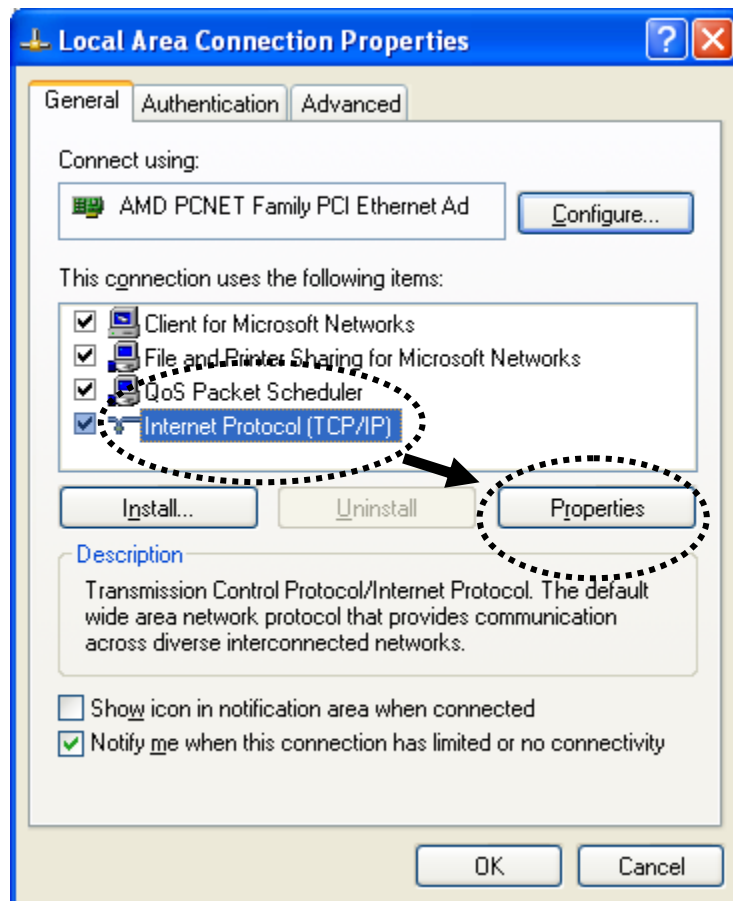 Local Area Connection Properties
General
Authentication
Advanced
Connect using:
AMD PCNET Family PCI Ethernet Ad
Configure...
This connection uses the following items:
Client for Microsoft Networks
File and Printer Sharing for Microsoft Networks
QoS Packet Scheduler
Internet Protocol (TCP/IP)
Install...
Uninstall
Properties
Description
Transmission Control Protocol/Internet Protocol. The default
wide area network protocol that provides communication
across diverse interconnected networks.
Show icon in notification area when connected
Notify me when this connection has limited or no connectivity
OK
Cancel